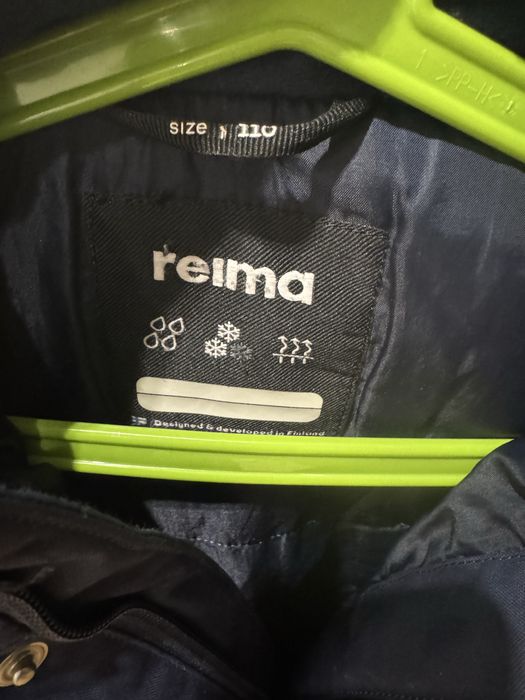 size 110
reima
Designed & developed in Finland